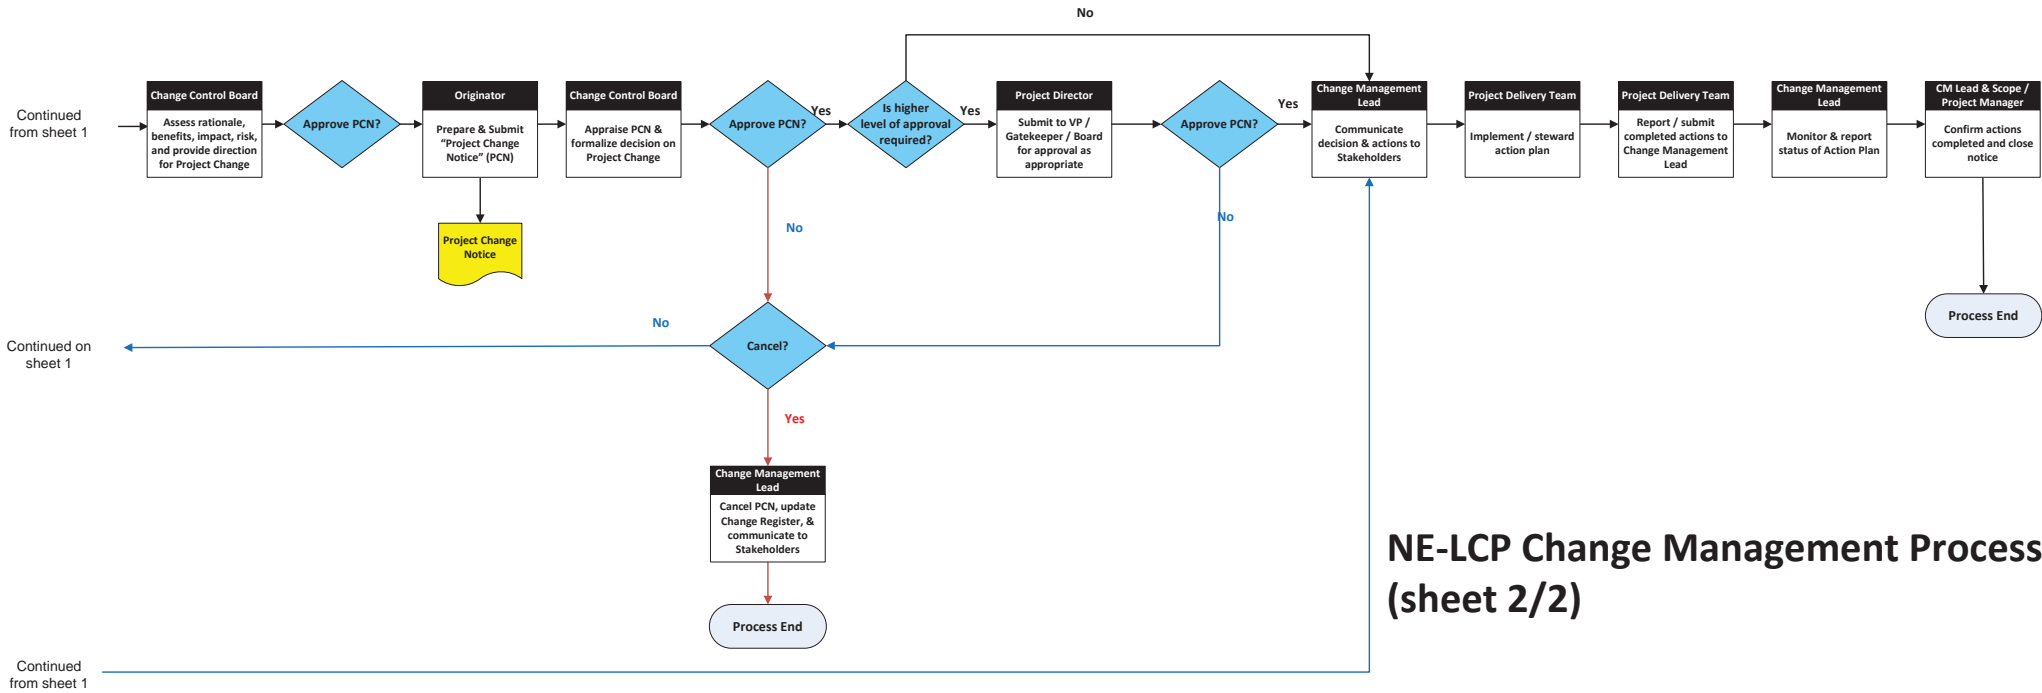 No
Continued
from sheet 1
Change Control Board
Assess rationale,
benefits, impact, risk,
and provide direction
for Project Change
Approve PCN?
Originator
Prepare & Submit
“Project Change
Notice” (PCN)
Change Control Board
Appraise PCN &
formalize decision on
Project Change
Approve PCN?
Yes
Is higher
level of approval
required?
Yes
Project Director
Submit to VP /
Gatekeeper / Board
for approval as
appropriate
Approve PCN?
Yes
Change Management
Lead
Communicate
decision & actions to
Stakeholders
Project Delivery Team
Implement / steward
action plan
Project Delivery Team
Report / submit
completed actions to
Change Management
Lead
Change Management
Lead
Monitor & report
status of Action Plan
CM Lead & Scope /
Project Manager
Confirm actions
completed and close
notice
Project Change
Notice
No
No
Process End
Continued on
sheet 1
No
Cancel?
Yes
Change Management
Lead
Cancel PCN, update
Change Register, &
communicate to
Stakeholders
Process End
NE-LCP Change Management Process
(sheet 2/2)
Continued
from sheet 1